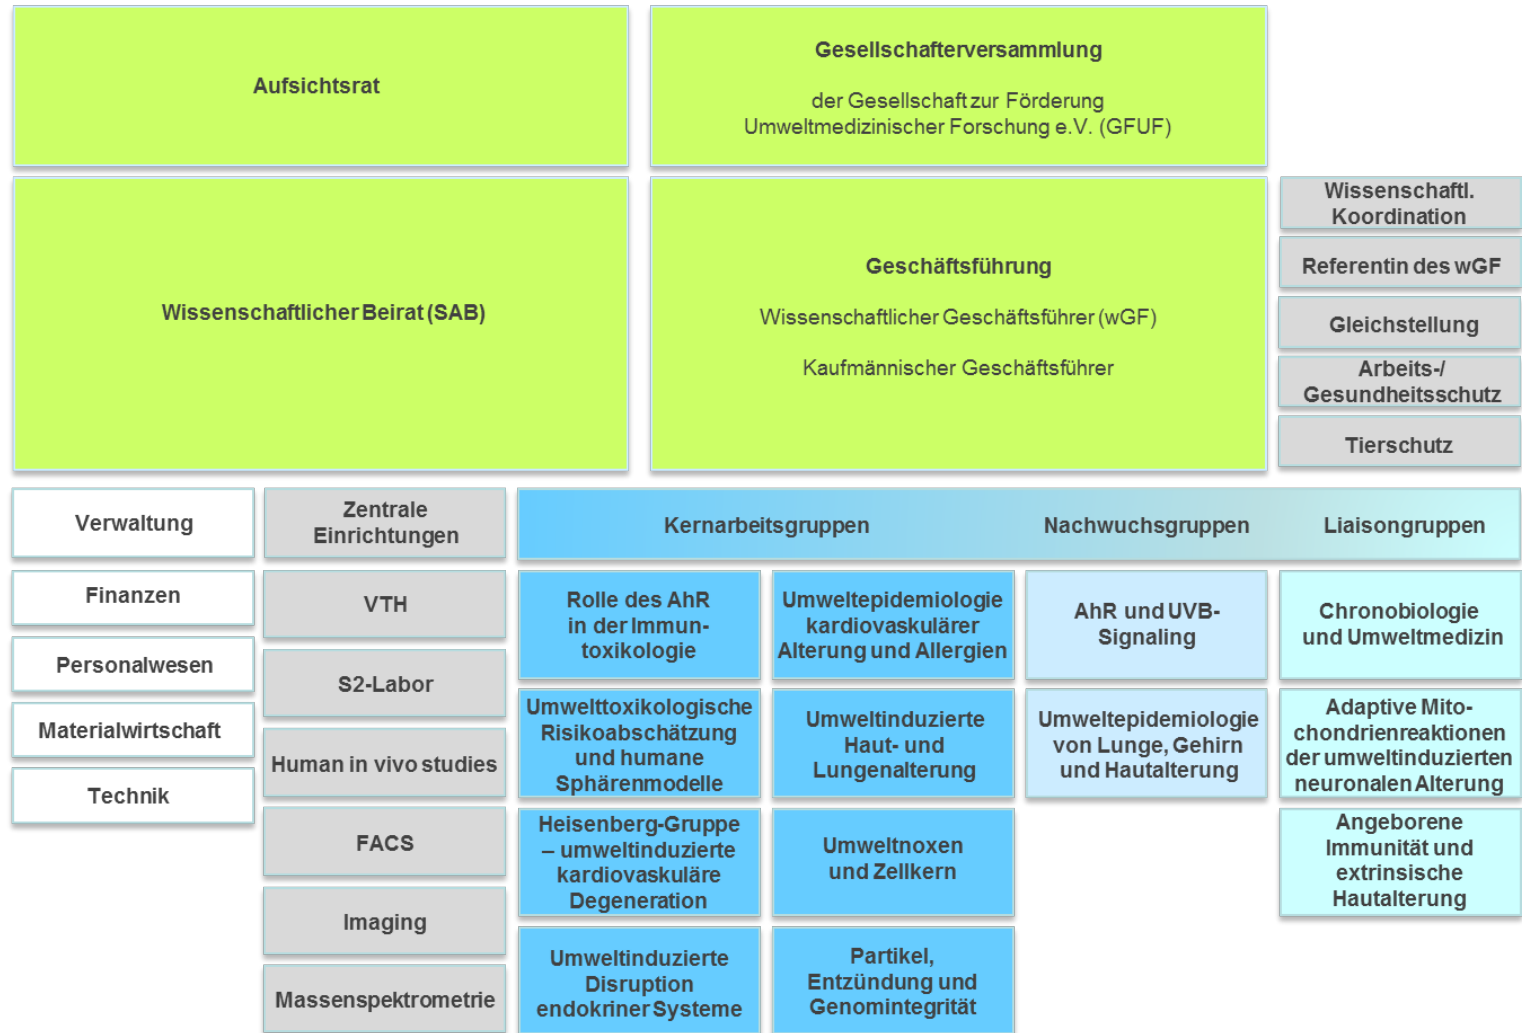 Aufsichtsrat
Gesellschafterversammlung
der Gesellschaft zur Förderung
Umweltmedizinischer Forschung e.V. (GFUF)
Wissenschaftlicher Beirat (SAB)
Geschäftsführung
Wissenschaftlicher Geschäftsführer (wGF)
Kaufmännischer Geschäftsführer
Wissenschaftl.
Koordination
Referentin des wGF
Gleichstellung
Arbeits-/
Gesundheitsschutz
Tierschutz
Verwaltung
Finanzen
Personalwesen
Materialwirtschaft
Technik
Zentrale
Einrichtungen
VTH
S2-Labor
Human in vivo studies
FACS
Imaging
Massenspektrometrie
Kernarbeitsgruppen
Rolle des AhR
in der Immun-
toxikologie
Umwelttoxikologische
Risikoabschätzung
und humane
Sphärenmodelle
Heisenberg-Gruppe
– umweltinduzierte
kardiovaskuläre
Degeneration
Umweltinduzierte
Disruption
endokriner Systeme
Umweltepidemiologie
kardiovaskulärer
Alterung und Allergien
Umweltinduzierte
Haut- und
Lungenalterung
Umweltnoxen
und Zellkern
Partikel,
Entzündung und
Genomintegrität
Nachwuchsgruppen
AhR und UVB-
Signaling
Umweltepidemiologie
von Lunge, Gehirn
und Hautalterung
Liaisongruppen
Chronobiologie
und Umweltmedizin
Adaptive Mito-
chondrienreaktionen
der umweltinduzierten
neuronalen Alterung
Angeborene
Immunität und
extrinsische
Hautalterung